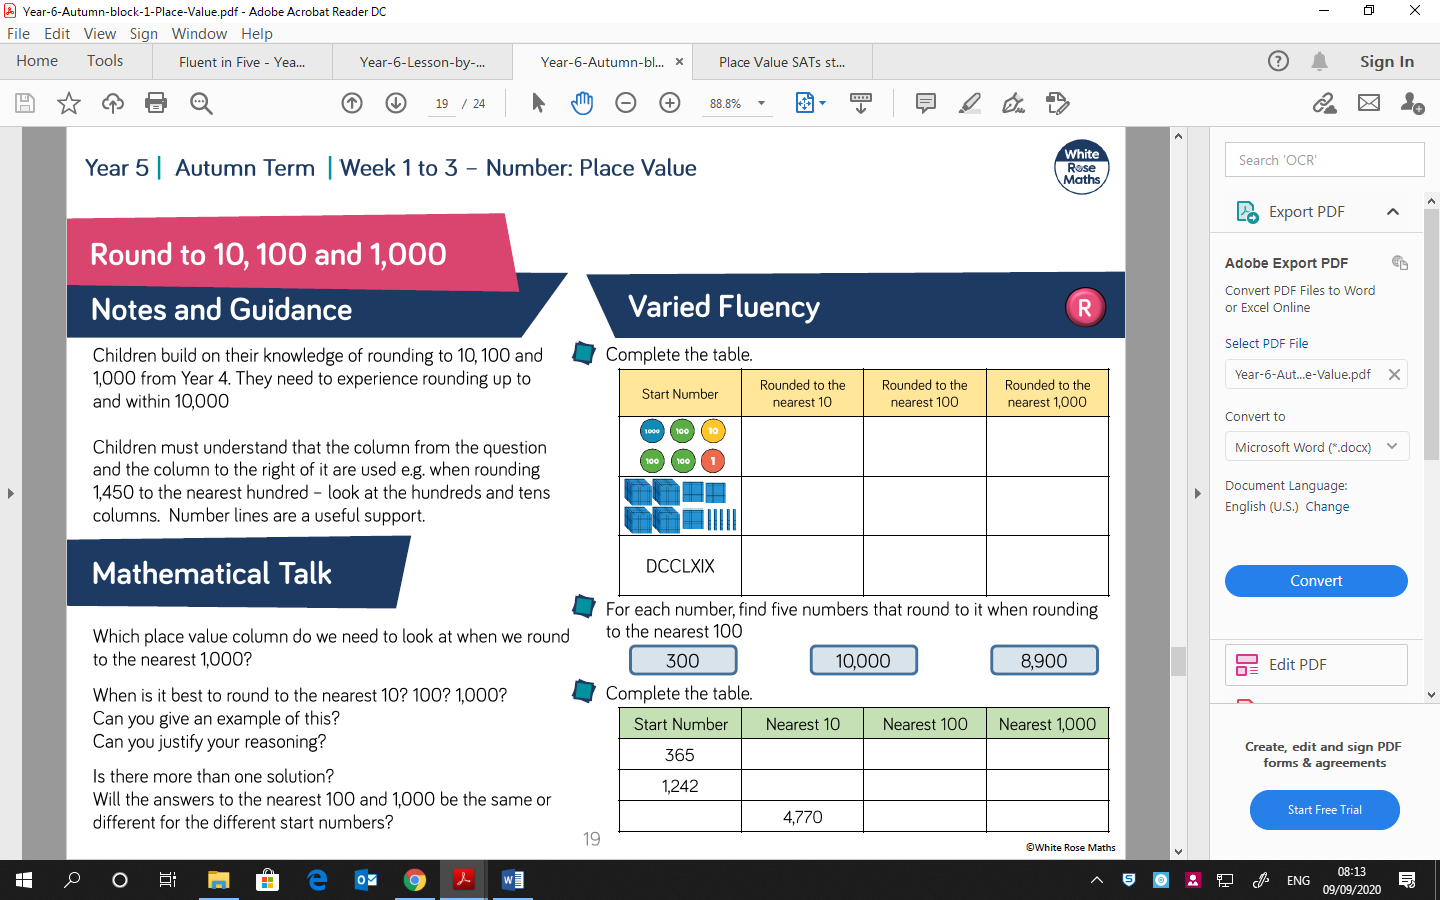 Year-6-Autumn-block-1-Place-Value.pdf - Adobe Acrobat Reader DC
File Edit View Sign Window Help
Home Tools Fluent in Five - Yea... Year-6-Lesson-by-... Year-6-Autumn-bl... × Place Value SATs st... Sign In
19 / 24 88.8%
Year 5 | Autumn Term | Week 1 to 3 – Number: Place Value
White
Rose
Maths
Round to 10, 100 and 1,000
Notes and Guidance
Children build on their knowledge of rounding to 10, 100 and
1,000 from Year 4. They need to experience rounding up to
and within 10,000
Children must understand that the column from the question
and the column to the right of it are used e.g. when rounding
1,450 to the nearest hundred – look at the hundreds and tens
columns. Number lines are a useful support.
Mathematical Talk
Which place value column do we need to look at when we round
to the nearest 1,000?
When is it best to round to the nearest 10? 100? 1,000?
Can you give an example of this?
Can you justify your reasoning?
Is there more than one solution?
Will the answers to the nearest 100 and 1,000 be the same or
different for the different start numbers?
Varied Fluency R
Complete the table.
Start Number Rounded to the nearest 10 Rounded to the nearest 100 Rounded to the nearest 1,000
1,000 100 10
100 100 1
DCCLXIX
For each number, find five numbers that round to it when rounding
to the nearest 100
300 10,000 8,900
Complete the table.
Start Number Nearest 10 Nearest 100 Nearest 1,000
365
1,242
4,770
19
©White Rose Maths
Search 'OCR'
Export PDF
Adobe Export PDF
Convert PDF Files to Word
or Excel Online
Select PDF File
Year-6-Aut...e-Value.pdf
Convert to
Microsoft Word (*.docx)
Document Language:
English (U.S.) Change
Convert
Edit PDF
Create, edit and sign PDF
forms & agreements
Start Free Trial
ENG
08:13
09/09/2020